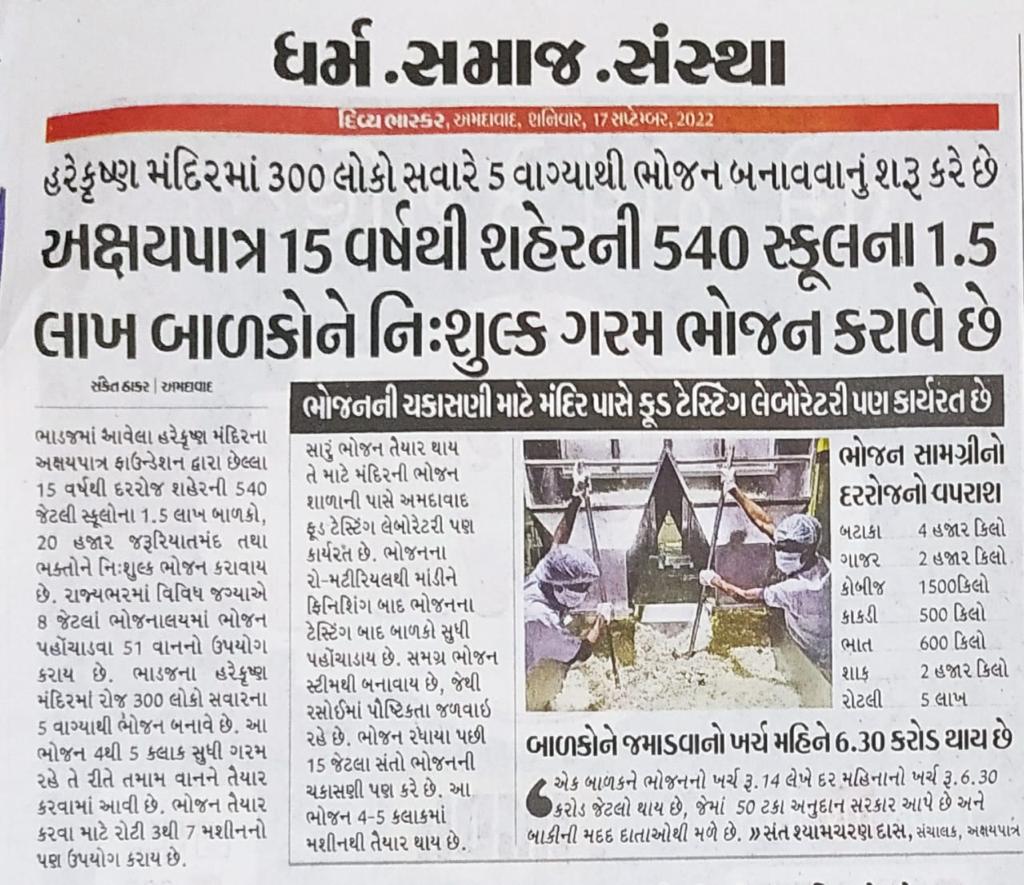 ધર્મ .સમાજ .સંસ્થા
દિવ્ય ભાસ્કર, અમદાવાદ, શનિવાર, 17 સપ્ટેમ્બર, 2022
હરેકૃષ્ણ મંદિરમાં 300 લોકો સવારે 5 વાગ્યાથી ભોજન બનાવવાનું શરૂ કરે છે
અક્ષયપાત્ર 15 વર્ષથી શહેરની 540 સ્કૂલના 1.5
લાખ બાળકોને નિઃશુલ્ક ગરમ ભોજન કરાવે છે
સંકેત ઠાકર | અમદાવાદ
ભાડજમાં આવેલા હરેકૃષ્ણ મંદિરના
અક્ષયપાત્ર ફાઉન્ડેશન દ્વારા છેલ્લા
15 વર્ષથી દરરોજ શહેરની 540
જેટલી સ્કૂલોના 1.5 લાખ બાળકો,
20 હજાર જરૂરિયાતમંદ તથા
ભક્તોને નિઃશુલ્ક ભોજન કરાવાય
છે. રાજ્યભરમાં વિવિધ જગ્યાએ
8 જેટલાં ભોજનાલયમાં ભોજન
પહોંચાડવા 51 વાનનો ઉપયોગ
કરાય છે. ભાડજના હરેકૃષ્ણ
મંદિરમાં રોજ 300 લોકો સવારના
5 વાગ્યાથી ભોજન બનાવે છે. આ
ભોજન 4થી 5 કલાક સુધી ગરમ
રહે તે રીતે તમામ વાનને તૈયાર
કરવામાં આવી છે. ભોજન તૈયાર
કરવા માટે રોટી 3થી 7 મશીનનો
પણ ઉપયોગ કરાય છે.
ભોજનની ચકાસણી માટે મંદિર પાસે ફૂડ ટેસ્ટિંગ લેબોરેટરી પણ કાર્યરત છે
સારું ભોજન તૈયાર થાય
તે માટે મંદિરની ભોજન
શાળાની પાસે અમદાવાદ
ફૂડ ટેસ્ટિંગ લેબોરેટરી પણ
કાર્યરત છે. ભોજનના
રો-મટીરિયલથી માંડીને
ફિનિશિંગ બાદ ભોજનના
ટેસ્ટિંગ બાદ બાળકો સુધી
પહોંચાડાય છે. સમગ્ર ભોજન
સ્ટીમથી બનાવાય છે, જેથી
રસોઈમાં પૌષ્ટિકતા જળવાઈ
રહે છે. ભોજન રંધાયા પછી
15 જેટલા સંતો ભોજનની
ચકાસણી પણ કરે છે. આ
ભોજન 4-5 કલાકમાં
મશીનથી તૈયાર થાય છે.
ભોજન સામગ્રીનો
દરરોજનો વપરાશ
બટાકા 4 હજાર કિલો
ગાજર 2 હજાર કિલો
કોબીજ 1500કિલો
કાકડી 500 કિલો
ભાત 600 કિલો
શાક 2 હજાર કિલો
રોટલી 5 લાખ
બાળકોને જમાડવાનો ખર્ચ મહિને 6.30 કરોડ થાય છે
એક બાળકને ભોજનનો ખર્ચ રૂ. 14 લેખે દર મહિનાનો ખર્ચ રૂ.6.30
કરોડ જેટલો થાય છે, જેમાં 50 ટકા અનુદાન સરકાર આપે છે અને
બાકીની મદદ દાતાઓથી મળે છે. »સંત શ્યામચરણ દાસ, સંચાલક, અક્ષયપાત્ર